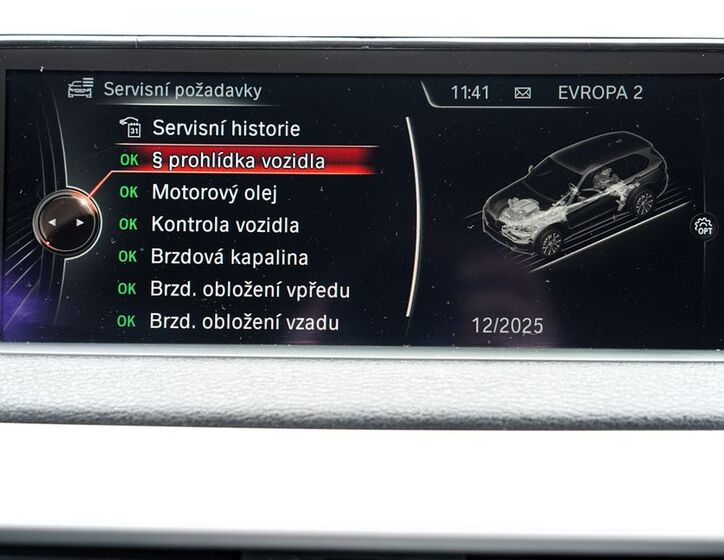 Servisní požadavky
11:41
EVROPA 2
31
Servisní historie
OK § prohlídka vozidla
OK Motorový olej
OK Kontrola vozidla
OK Brzdová kapalina
OK Brzd. obložení vpředu
OK Brzd. obložení vzadu
OPT
12/2025